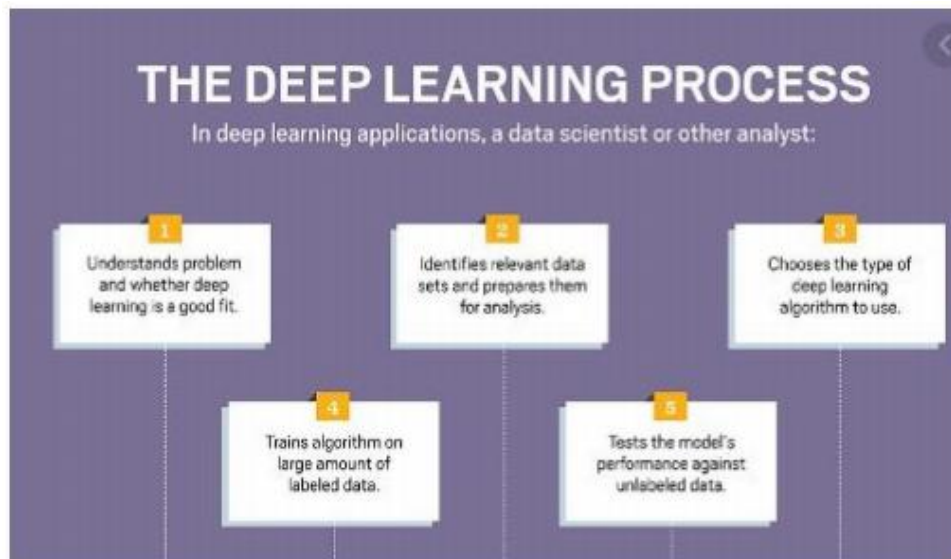 THE DEEP LEARNING PROCESS
In deep learning applications, a data scientist or other analyst:
1
Understands problem
and whether deep
learning is a good fit.
2
Identifies relevant data
sets and prepares them
for analysis.
3
Chooses the type of
deep learning
algorithm to use.
4
Trains algorithm on
large amount of
labeled data.
5
Tests the model's
performance against
unlabeled data.